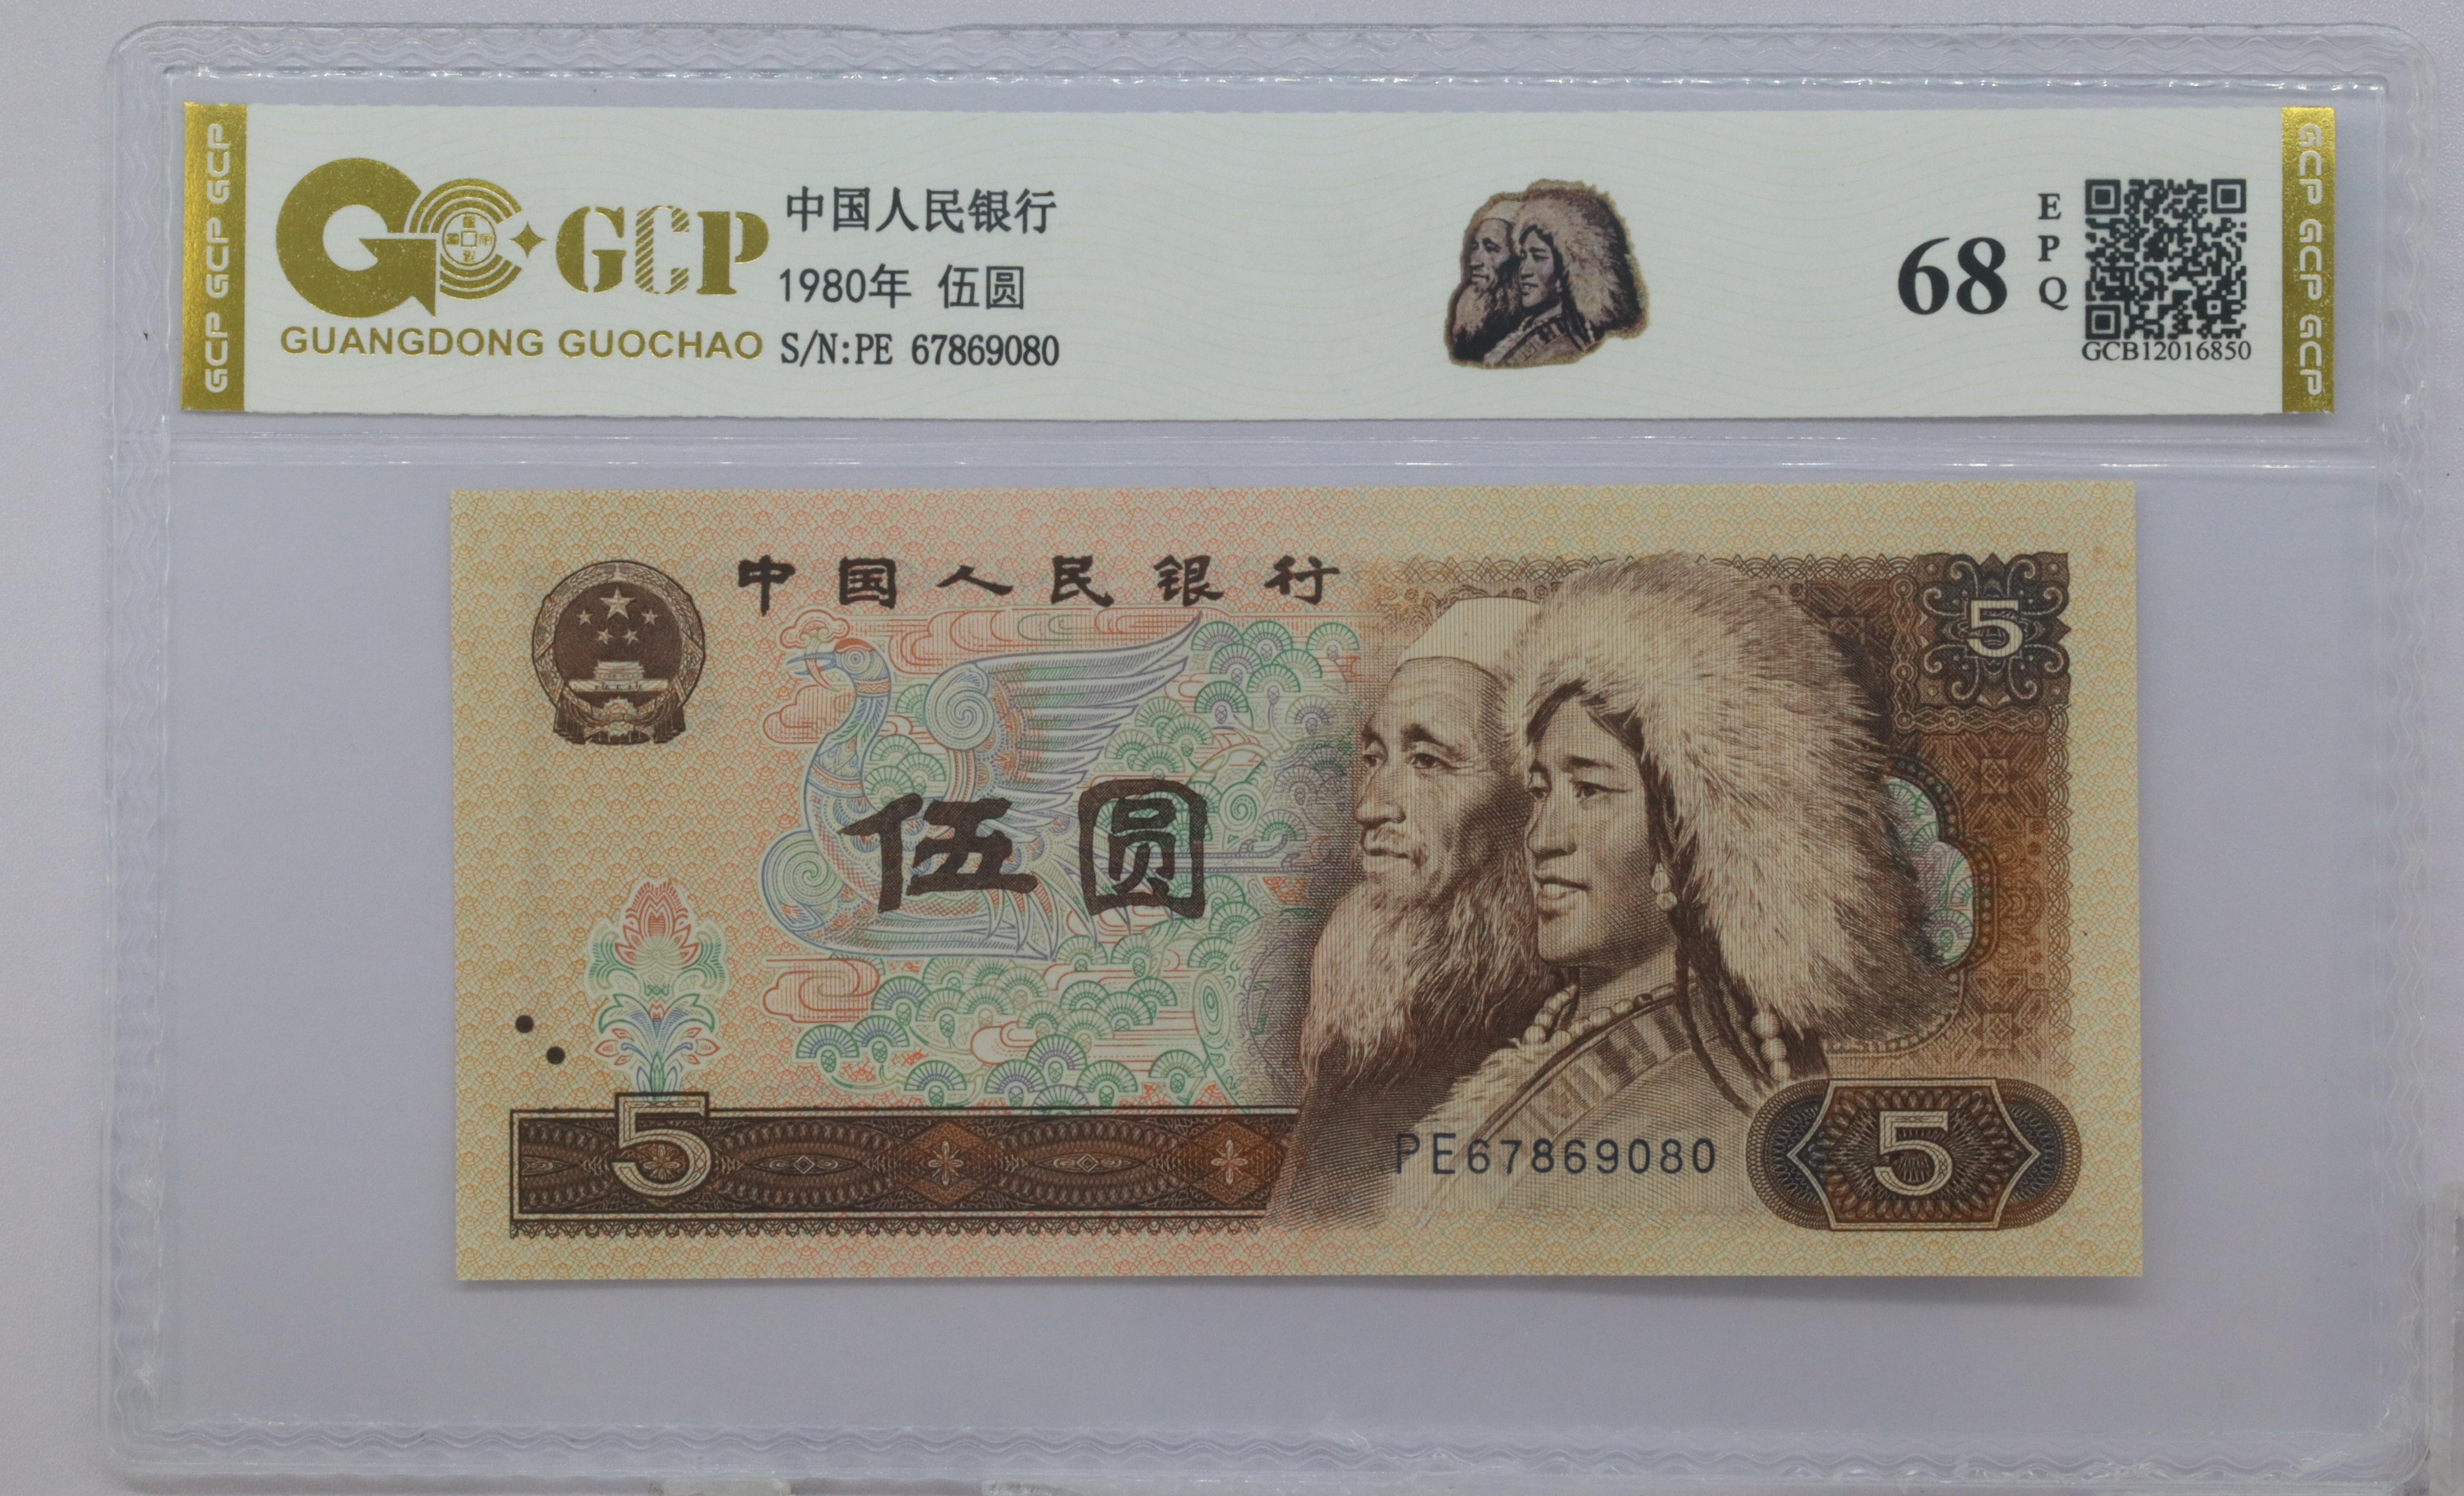 GCP GCP GCP
GCP
GUANGDONG GUOCHAO
中国人民银行
1980年 伍圆
S/N:PE 67869080
68
EPQ
GCB12016850
GCP GCP GCP
中国人民银行
5
伍圆
5
PE67869080
5